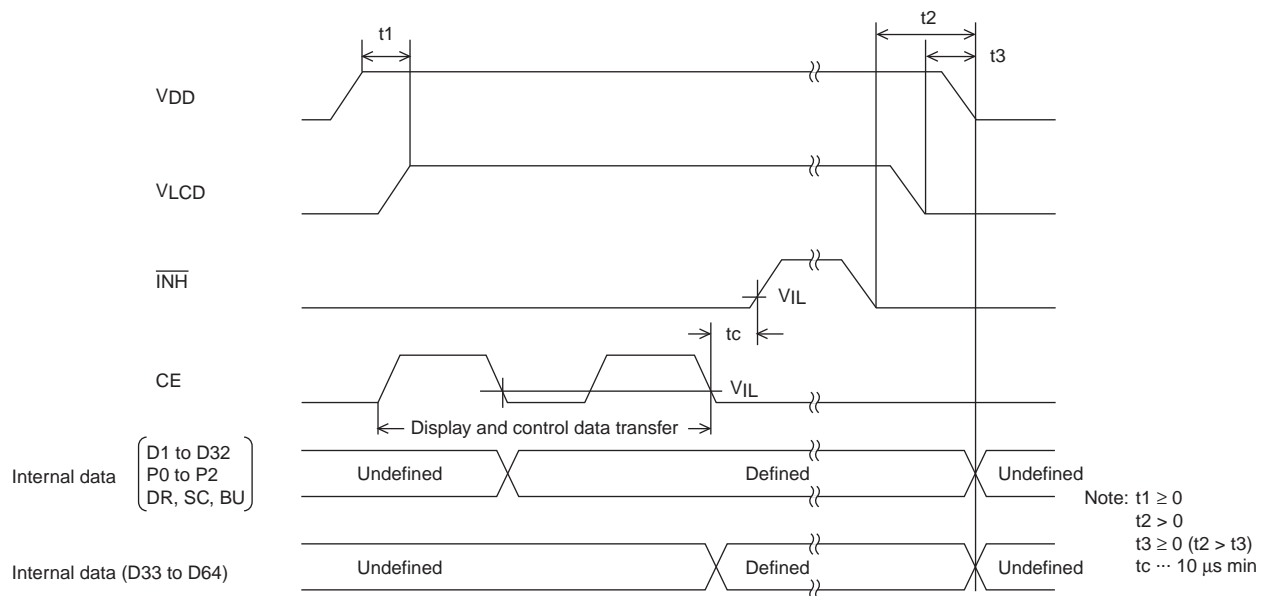 t2
t1
t3
VDD
VLCD
INH
VIL
tc
CE
VIL
Display and control data transfer
Internal data
D1 to D32
P0 to P2
DR, SC, BU
Undefined
Defined
Undefined
Note: t1 ≥ 0
t2 > 0
t3 ≥ 0 (t2 > t3)
tc ··· 10 μs min
Internal data (D33 to D64)
Undefined
Defined
Undefined